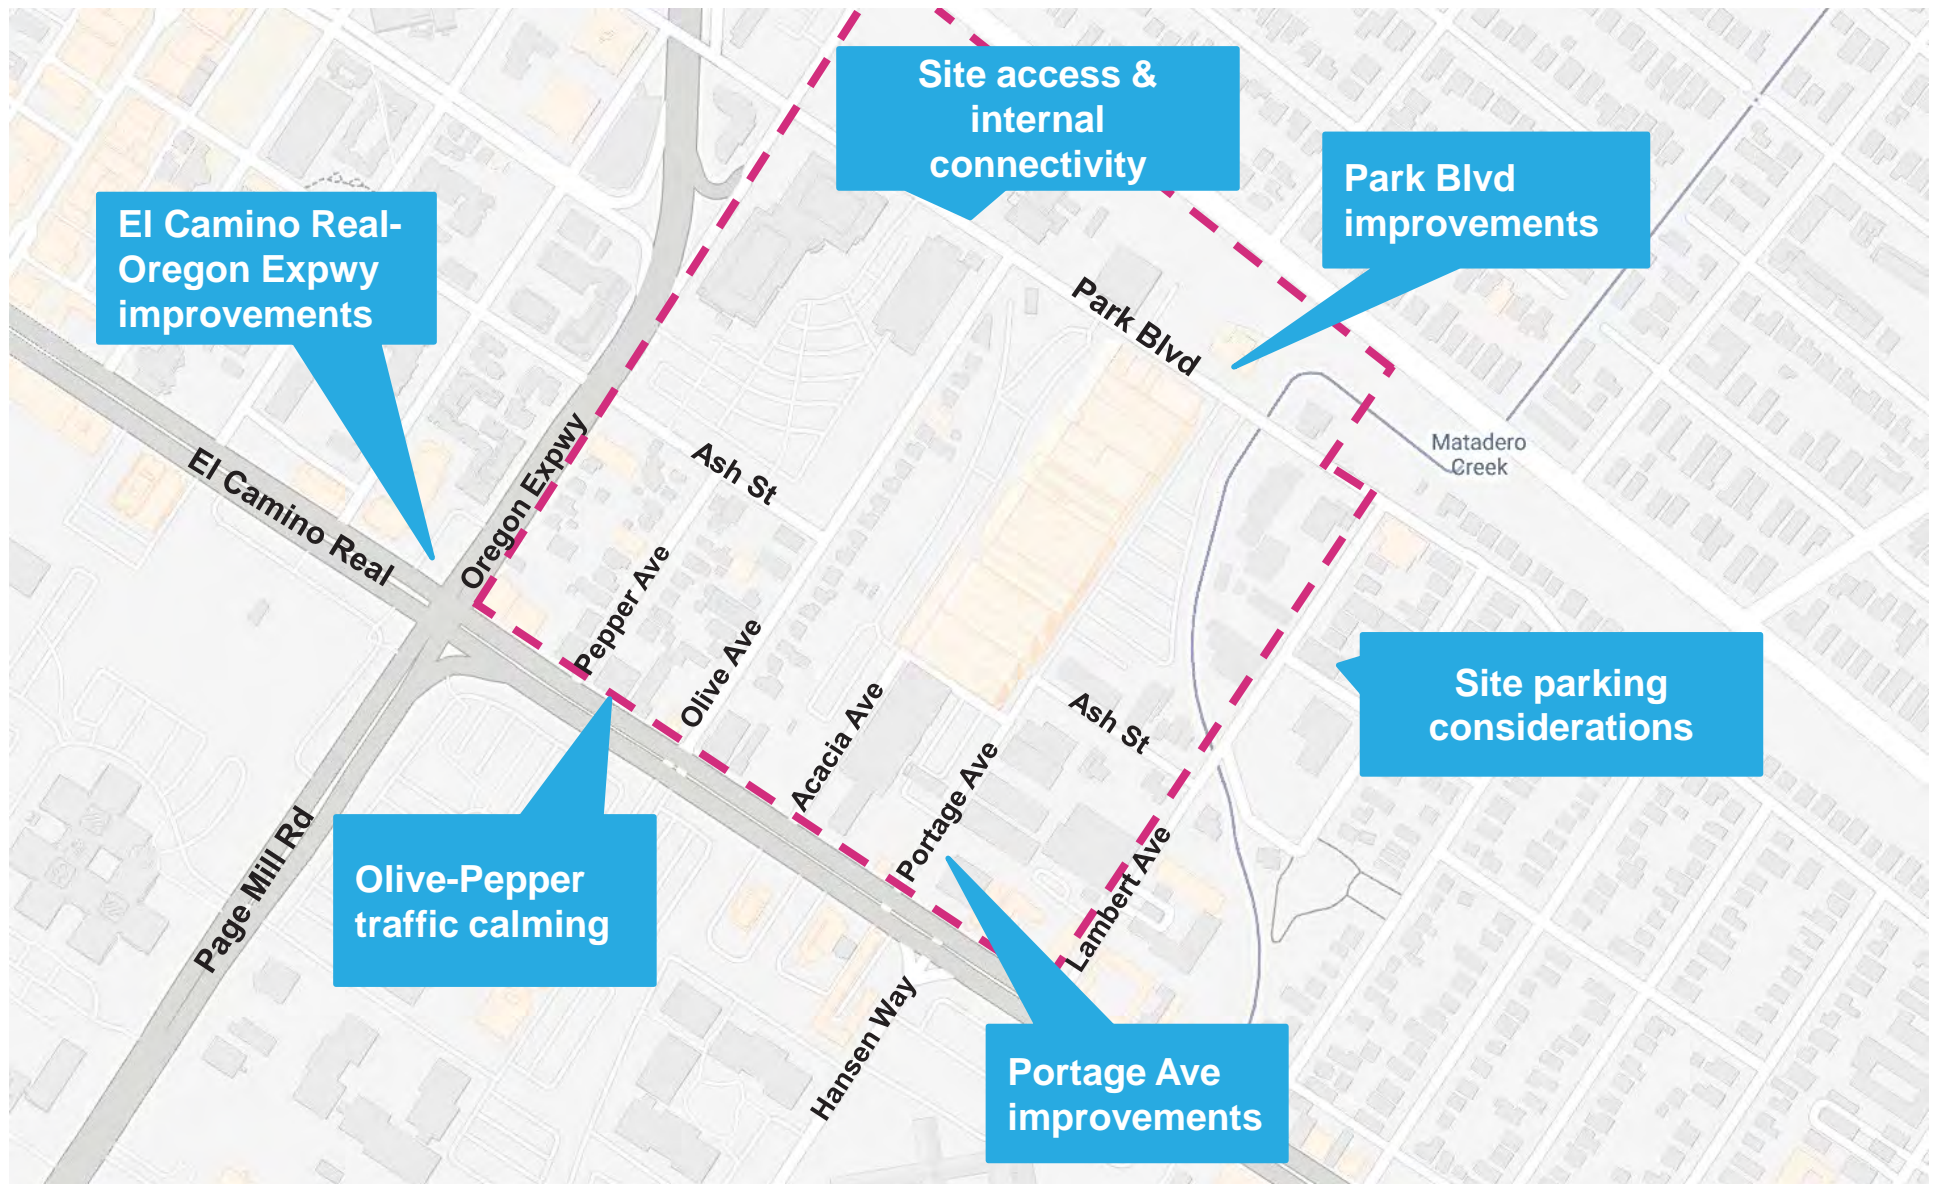 Site access &
internal
connectivity
Park Blvd
improvements
El Camino Real-
Oregon Expwy
improvements
Park Blvd
Matadero
Creek
El Camino Real
Oregon Expwy
Ash St
Pepper Ave
Olive Ave
Site parking
considerations
Acacia Ave
Ash St
Portage Ave
Page Mill Rd
Olive-Pepper
traffic calming
Lambert Ave
Hansen Way
Portage Ave
improvements